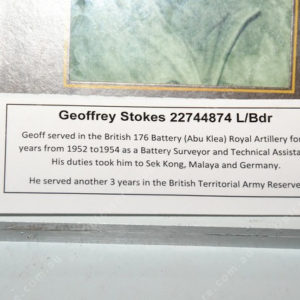 Geoffrey Stokes 22744874 L/Bdr
Geoff served in the British 176 Battery (Abu Klea) Royal Artillery for
years from 1952 to1954 as a Battery Surveyor and Technical Assista
His duties took him to Sek Kong, Malaya and Germany.
He served another 3 years in the British Territorial Army Reserve